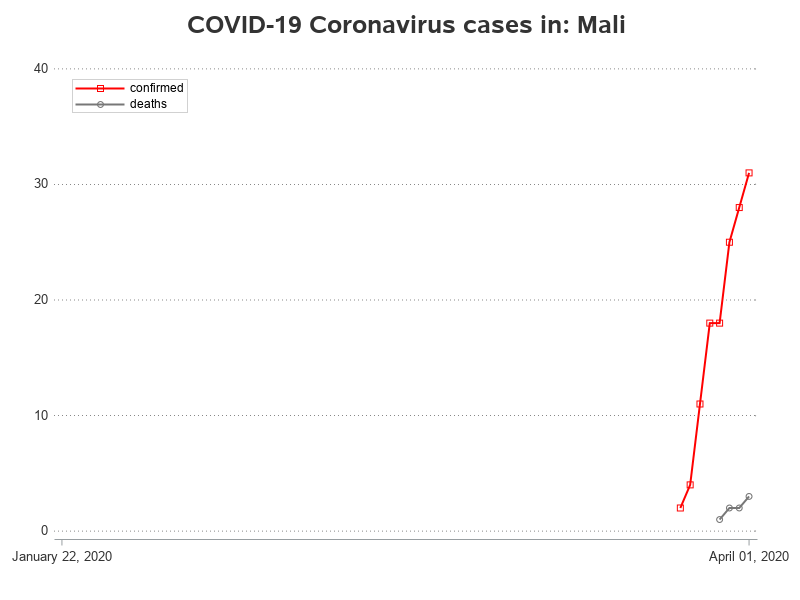 COVID-19 Coronavirus cases in: Mali
40
confirmed
deaths
30
20
10
0
January 22, 2020
April 01, 2020